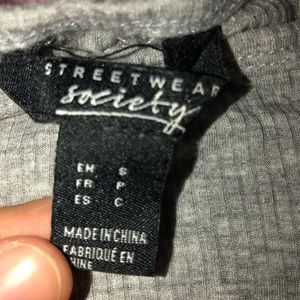 STREETWEAR
society
EN S
FR P
ES C
MADE IN CHINA
FABRIQUÉ EN
CHINE